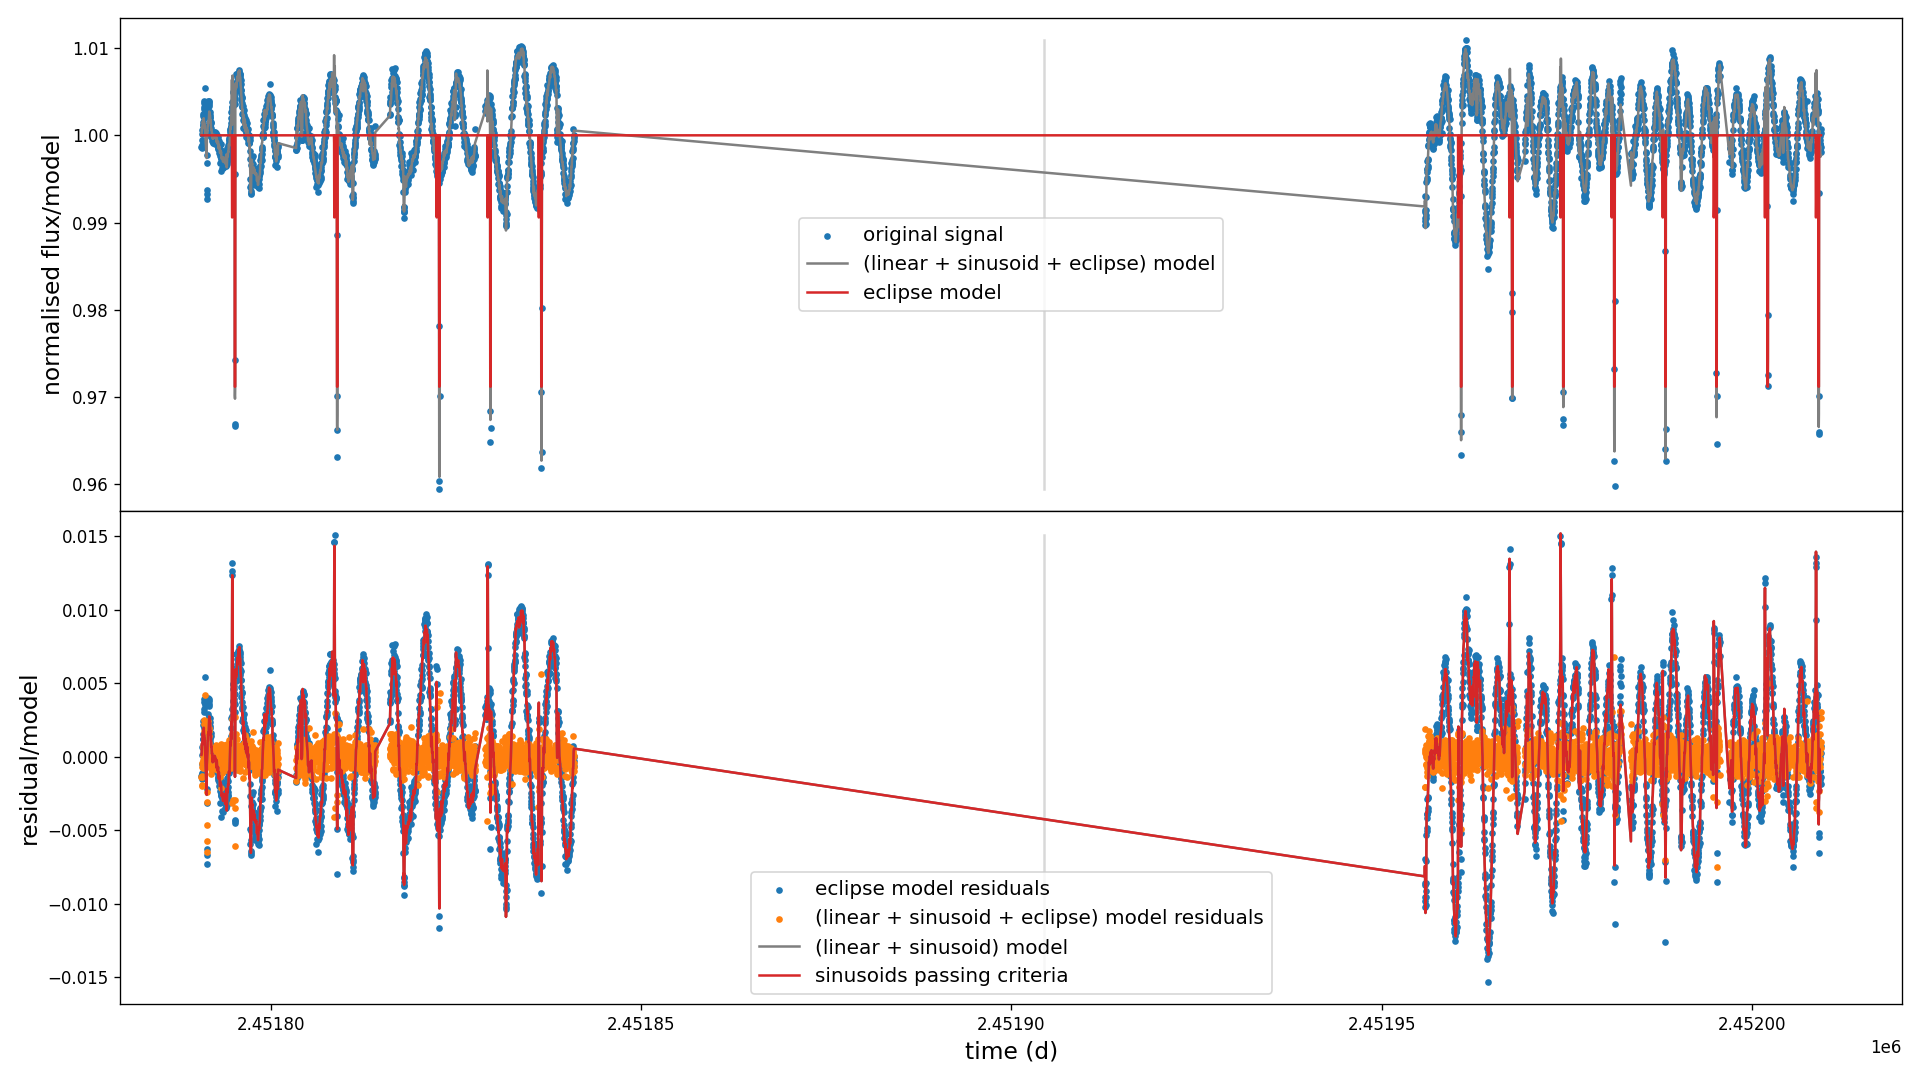 normalised flux/model
1.01
1.00
0.99
0.98
0.97
0.96
original signal
(linear + sinusoid + eclipse) model
eclipse model
residual/model
0.015
0.010
0.005
0.000
−0.005
−0.010
−0.015
eclipse model residuals
(linear + sinusoid + eclipse) model residuals
(linear + sinusoid) model
sinusoids passing criteria
2.45180
2.45185
2.45190
2.45195
2.45200
1e6
time (d)